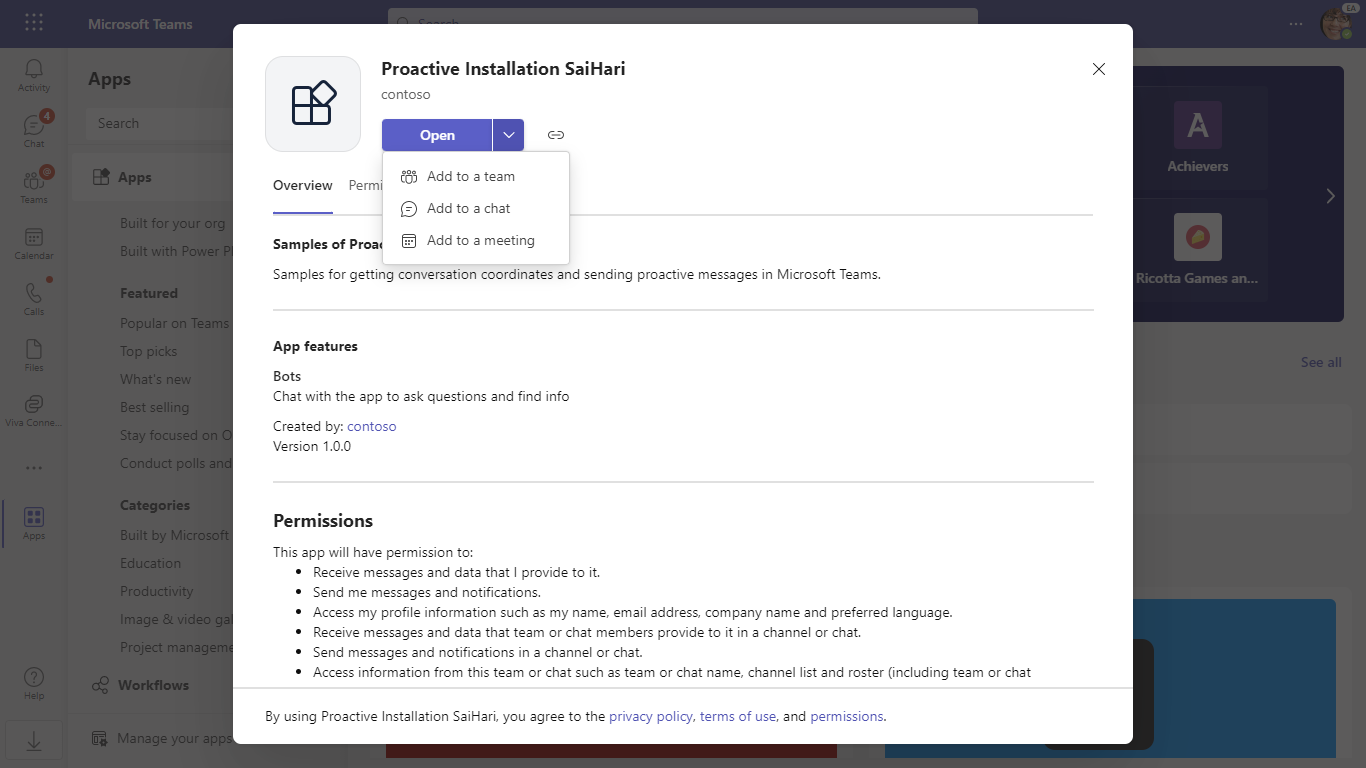 Microsoft Teams
Search
EA
Activity
4
Chat
@
Teams
Calendar
Calls
Files
Viva Conne...
Apps
Help
Apps
Search
Apps
Built for your org
Built with Power Pl
Featured
Popular on Teams
Top picks
What's new
Best selling
Stay focused on O
Conduct polls and
Categories
Built by Microsoft
Education
Productivity
Image & video gal
Project manageme
Workflows
Manage your apps
Proactive Installation SaiHari
contoso
Open
Add to a team
Add to a chat
Add to a meeting
Overview
Permi
Samples of Proac
Samples for getting conversation coordinates and sending proactive messages in Microsoft Teams.
App features
Bots
Chat with the app to ask questions and find info
Created by: contoso
Version 1.0.0
Permissions
This app will have permission to:
Receive messages and data that I provide to it.
Send me messages and notifications.
Access my profile information such as my name, email address, company name and preferred language.
Receive messages and data that team or chat members provide to it in a channel or chat.
Send messages and notifications in a channel or chat.
Access information from this team or chat such as team or chat name, channel list and roster (including team or chat
By using Proactive Installation SaiHari, you agree to the privacy policy, terms of use, and permissions.
A
Achievers
Ricotta Games an...
See all